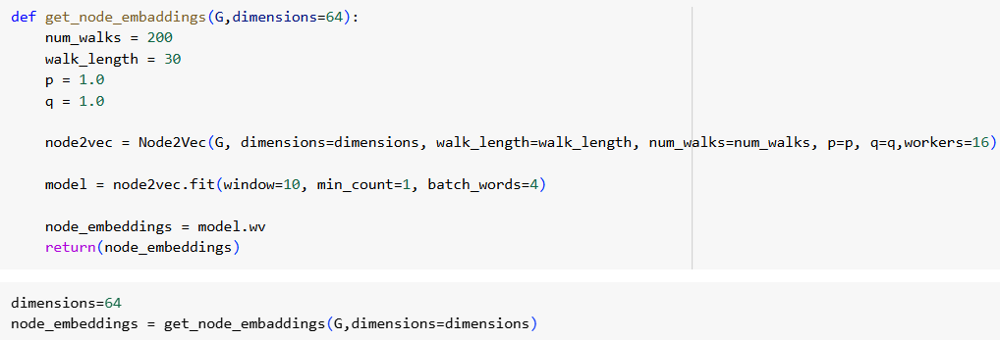 def get_node_embaddings(G,dimensions=64):
    num_walks = 200
    walk_length = 30
    p = 1.0
    q = 1.0
    node2vec = Node2Vec(G, dimensions=dimensions, walk_length=walk_length, num_walks=num_walks, p=p, q=q,workers=16)
    model = node2vec.fit(window=10, min_count=1, batch_words=4)
    node_embeddings = model.wv
    return(node_embeddings)
dimensions=64
node_embeddings = get_node_embaddings(G,dimensions=dimensions)